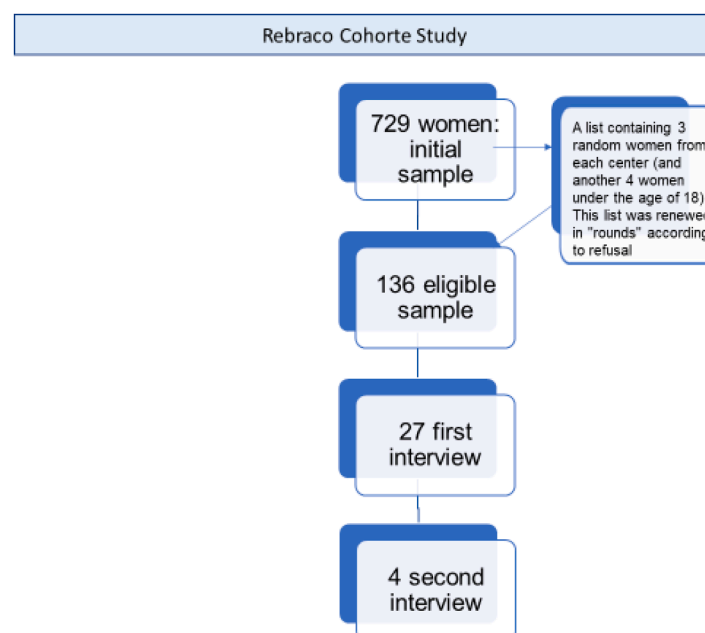 Rebraco Cohorte Study
729 women:
initial
sample
A list containing 3
random women from
each center (and
another 4 women
under the age of 18)
This list was renewed
in "rounds" according
to refusal
136 eligible
sample
27 first
interview
4 second
interview